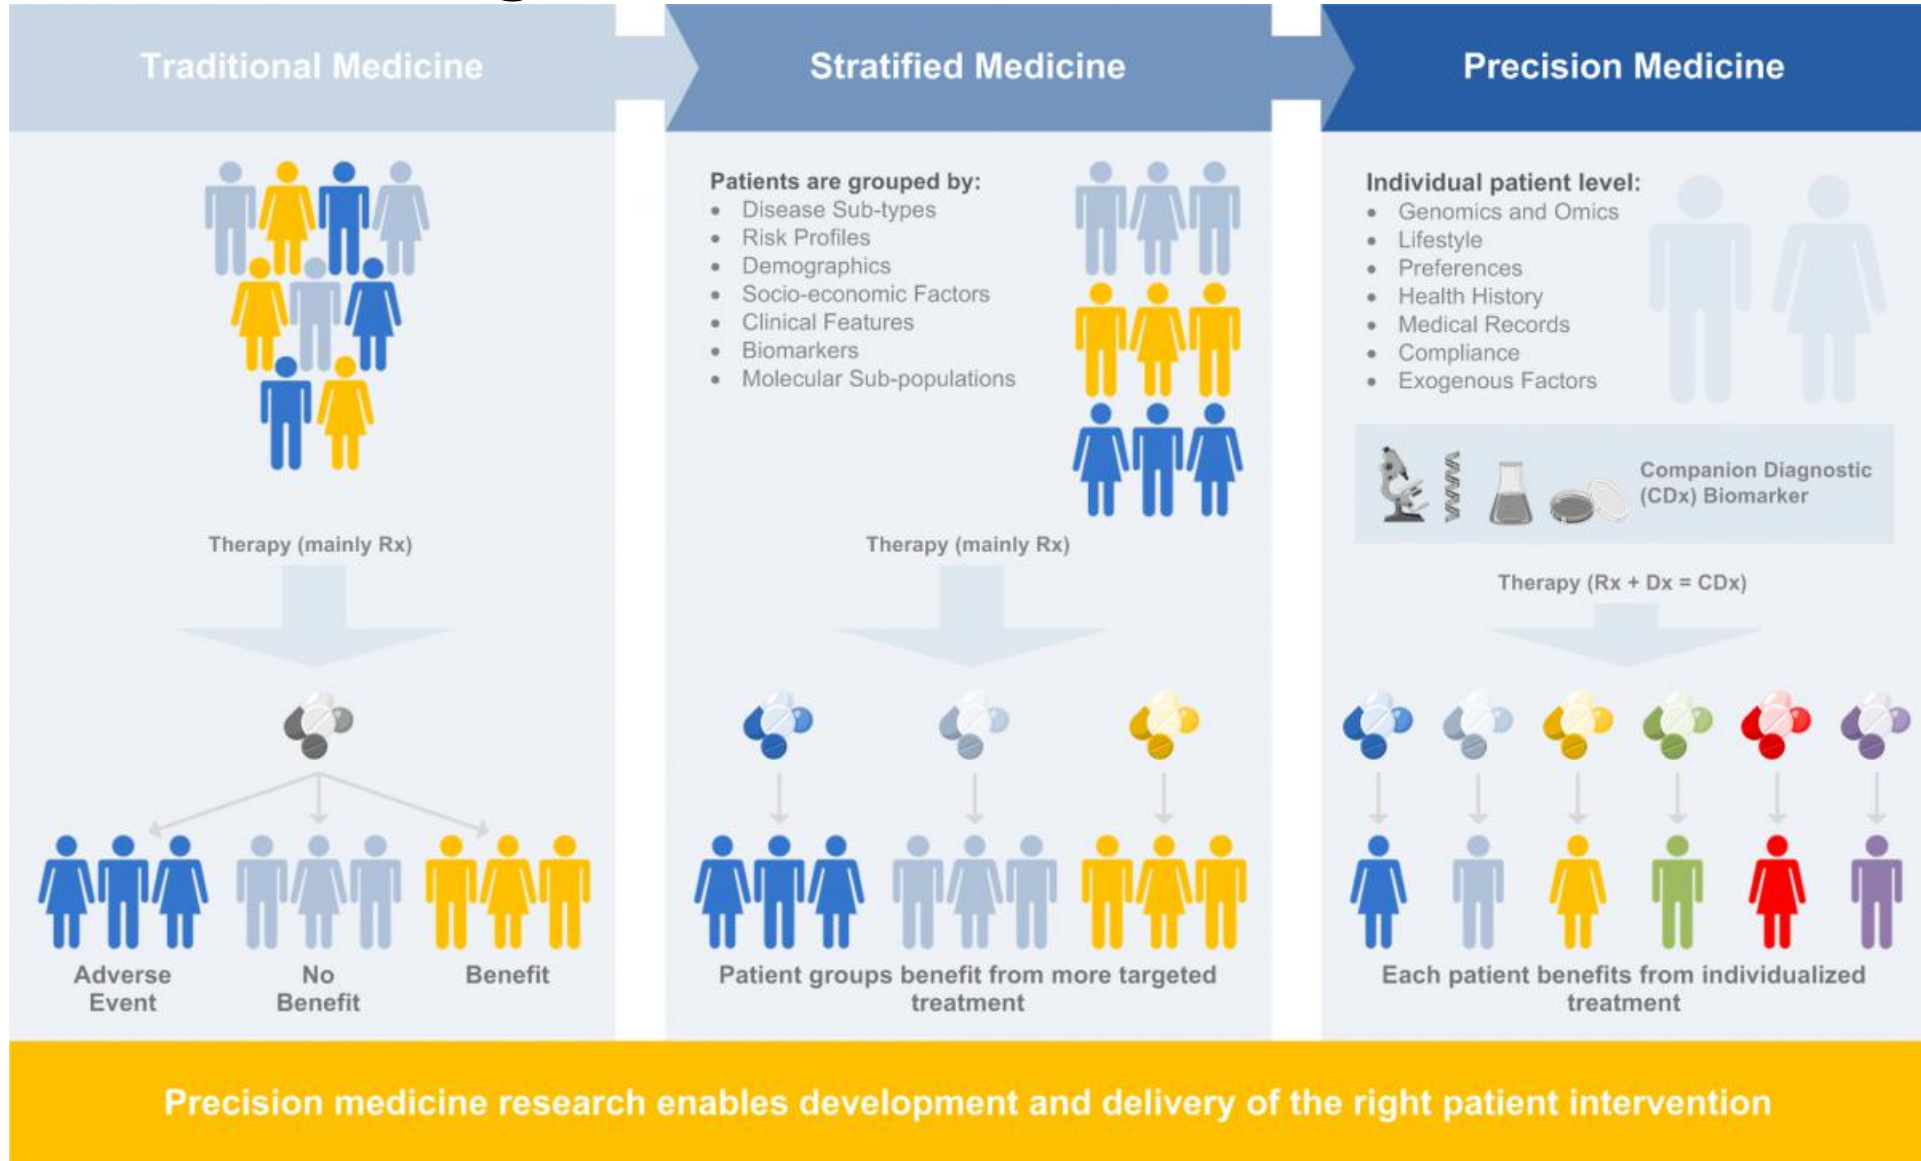 Traditional Medicine
Therapy (mainly Rx)
Adverse
Event
No
Benefit
Benefit
Stratified Medicine
Patients are grouped by:
• Disease Sub-types
• Risk Profiles
• Demographics
• Socio-economic Factors
• Clinical Features
• Biomarkers
• Molecular Sub-populations
Therapy (mainly Rx)
Patient groups benefit from more targeted
treatment
Precision Medicine
Individual patient level:
• Genomics and Omics
• Lifestyle
• Preferences
• Health History
• Medical Records
• Compliance
• Exogenous Factors
Companion Diagnostic
(CDx) Biomarker
Therapy (Rx + Dx = CDx)
Each patient benefits from individualized
treatment
Precision medicine research enables development and delivery of the right patient intervention